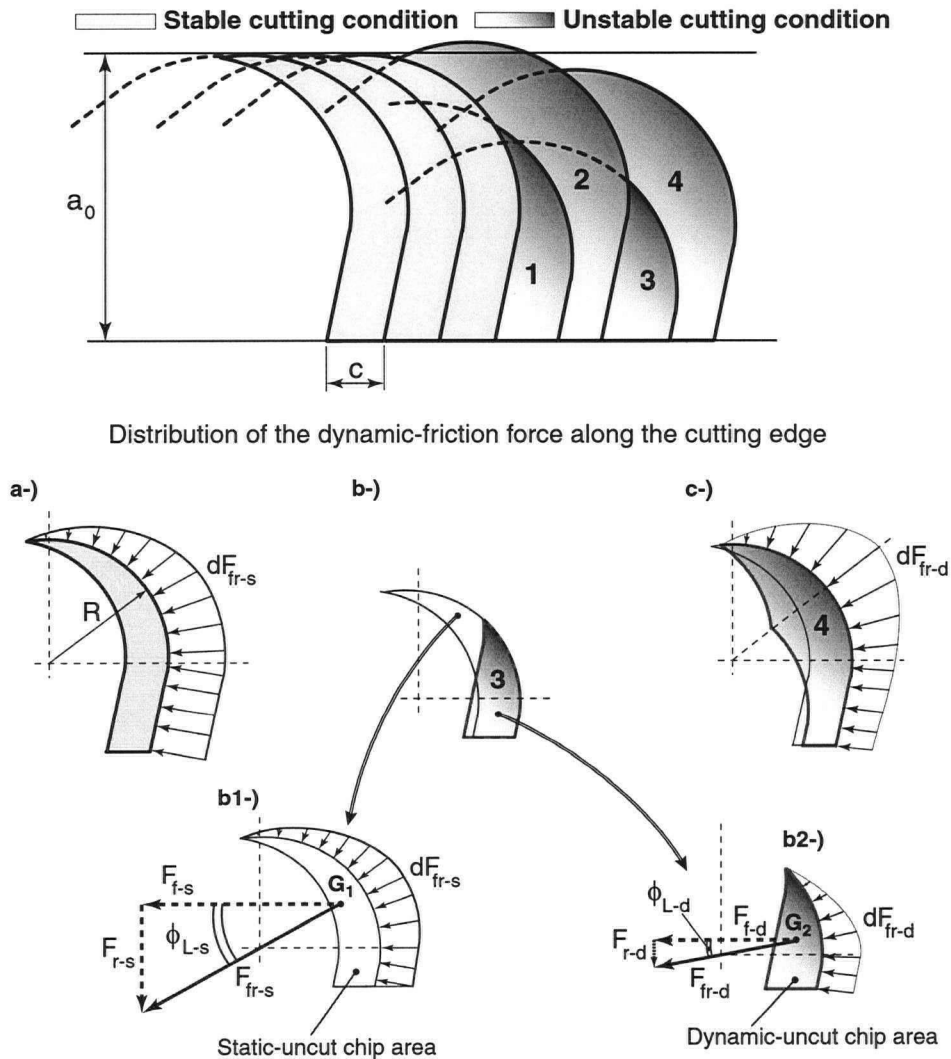 Stable cutting condition Unstable cutting condition
a0
1
2
3
4
c
Distribution of the dynamic-friction force along the cutting edge
a-)
b-)
c-)
R
dFfr-s
3
4
dFfr-d
b1-)
b2-)
Ff-s
G1
dFfr-s
Fr-s
ϕL-s
Ffr-s
ϕL-d
Ff-d
G2
dFfr-d
Fr-d
Ffr-d
Static-uncut chip area
Dynamic-uncut chip area